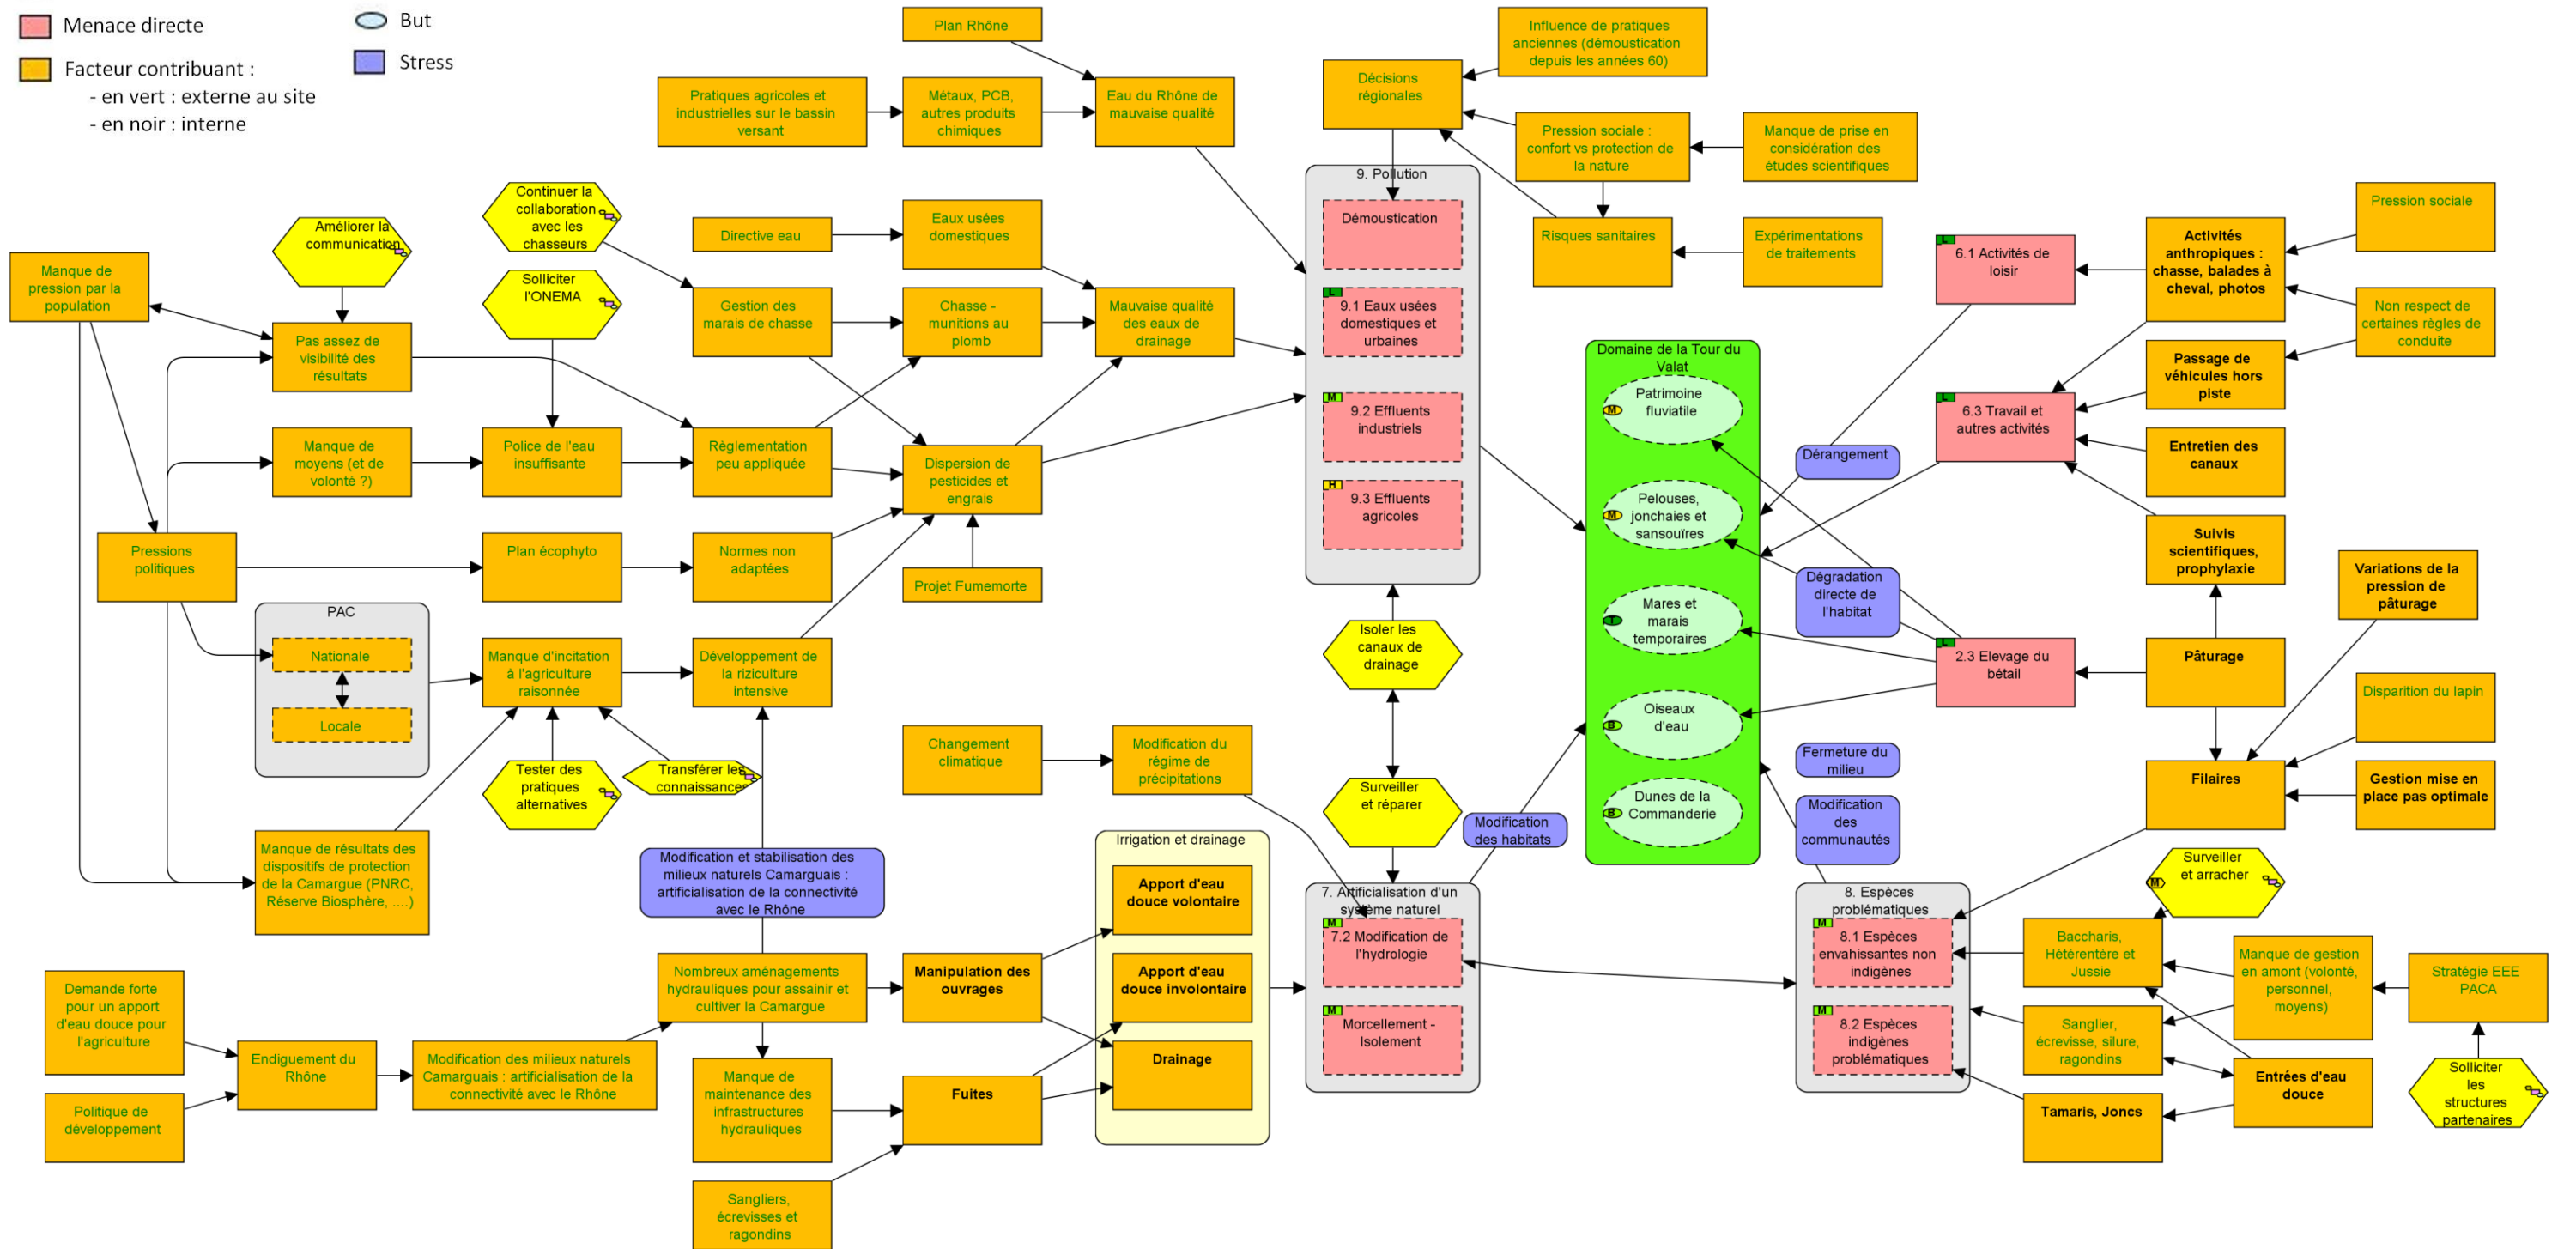 Menace directe
Facteur contribuant :
- en vert : externe au site
- en noir : interne
But
Stress
Plan Rhône
Pratiques agricoles et
industrielles sur le bassin
versant
Métaux, PCB,
autres produits
chimiques
Eau du Rhône de
mauvaise qualité
Influence de pratiques
anciennes (démoustication
depuis les années 60)
Décisions
régionales
Pression sociale :
confort vs protection de
la nature
Manque de prise en
considération des
études scientifiques
Risques sanitaires
Expérimentations
de traitements
Continuer la
collaboration
avec les
chasseurs
Améliorer la
communication
Solliciter
l'ONEMA
Directive eau
Eaux usées
domestiques
Manque de
pression par la
population
Pas assez de
visibilité des
résultats
Gestion des
marais de chasse
Chasse -
munitions au
plomb
Mauvaise qualité
des eaux de
drainage
Manque de
moyens (et de
volonté ?)
Police de l'eau
insuffisante
Règlementation
peu appliquée
Dispersion de
pesticides et
engrais
Pressions
politiques
Plan écophyto
Normes non
adaptées
Projet Fumemorte
PAC
Nationale
Locale
Manque d'incitation
à l'agriculture
raisonnée
Développement de
la riziculture
intensive
Tester des
pratiques
alternatives
Transférer les
connaissances
Manque de résultats des
dispositifs de protection
de la Camargue (PNRC,
Réserve Biosphère, ....)
Changement
climatique
Modification du
régime de
précipitations
Modification et stabilisation des
milieux naturels Camarguais :
artificialisation de la connectivité
avec le Rhône
Demande forte
pour un apport
d'eau douce pour
l'agriculture
Politique de
développement
Endiguement du
Rhône
Modification des milieux naturels
Camarguais : artificialisation de la
connectivité avec le Rhône
Nombreux aménagements
hydrauliques pour assainir et
cultiver la Camargue
Manque de
maintenance des
infrastructures
hydrauliques
Sangliers,
écrevisses et
ragondins
Manipulation des
ouvrages
Fuites
Irrigation et drainage
Apport d'eau
douce volontaire
Apport d'eau
douce involontaire
Drainage
9. Pollution
Démoustication
L
9.1 Eaux usées
domestiques et
urbaines
M
9.2 Effluents
industriels
H
9.3 Effluents
agricoles
Isoler les
canaux de
drainage
Surveiller
et réparer
Modification
des habitats
7. Artificialisation d'un
système naturel
M
7.2 Modification de
l'hydrologie
M
Morcellement -
Isolement
Domaine de la Tour du
Valat
Patrimoine
fluviatile
M
Pelouses,
jonchaies et
sansouïres
M
Mares et
marais
temporaires
T
Oiseaux
d'eau
B
Dunes de la
Commanderie
B
Dérangement
Dégradation
directe de
l'habitat
Fermeture du
milieu
Modification
des
communautés
L
6.1 Activités de
loisir
L
6.3 Travail et
autres activités
L
2.3 Elevage du
bétail
Activités
anthropiques :
chasse, balades à
cheval, photos
Pression sociale
Non respect de
certaines règles de
conduite
Passage de
véhicules hors
piste
Entretien des
canaux
Suivis
scientifiques,
prophylaxie
Variations de la
pression de
pâturage
Pâturage
Disparition du lapin
Filaires
Gestion mise en
place pas optimale
8. Espèces
problématiques
M
8.1 Espèces
envahissantes non
indigènes
M
8.2 Espèces
indigènes
problématiques
M
Surveiller
et arracher
Baccharis,
Hétérentère et
Jussie
Sanglier,
écrevisse, silure,
ragondins
Tamaris, Joncs
Manque de gestion
en amont (volonté,
personnel,
moyens)
Entrées d'eau
douce
Stratégie EEE
PACA
Solliciter
les
structures
partenaires